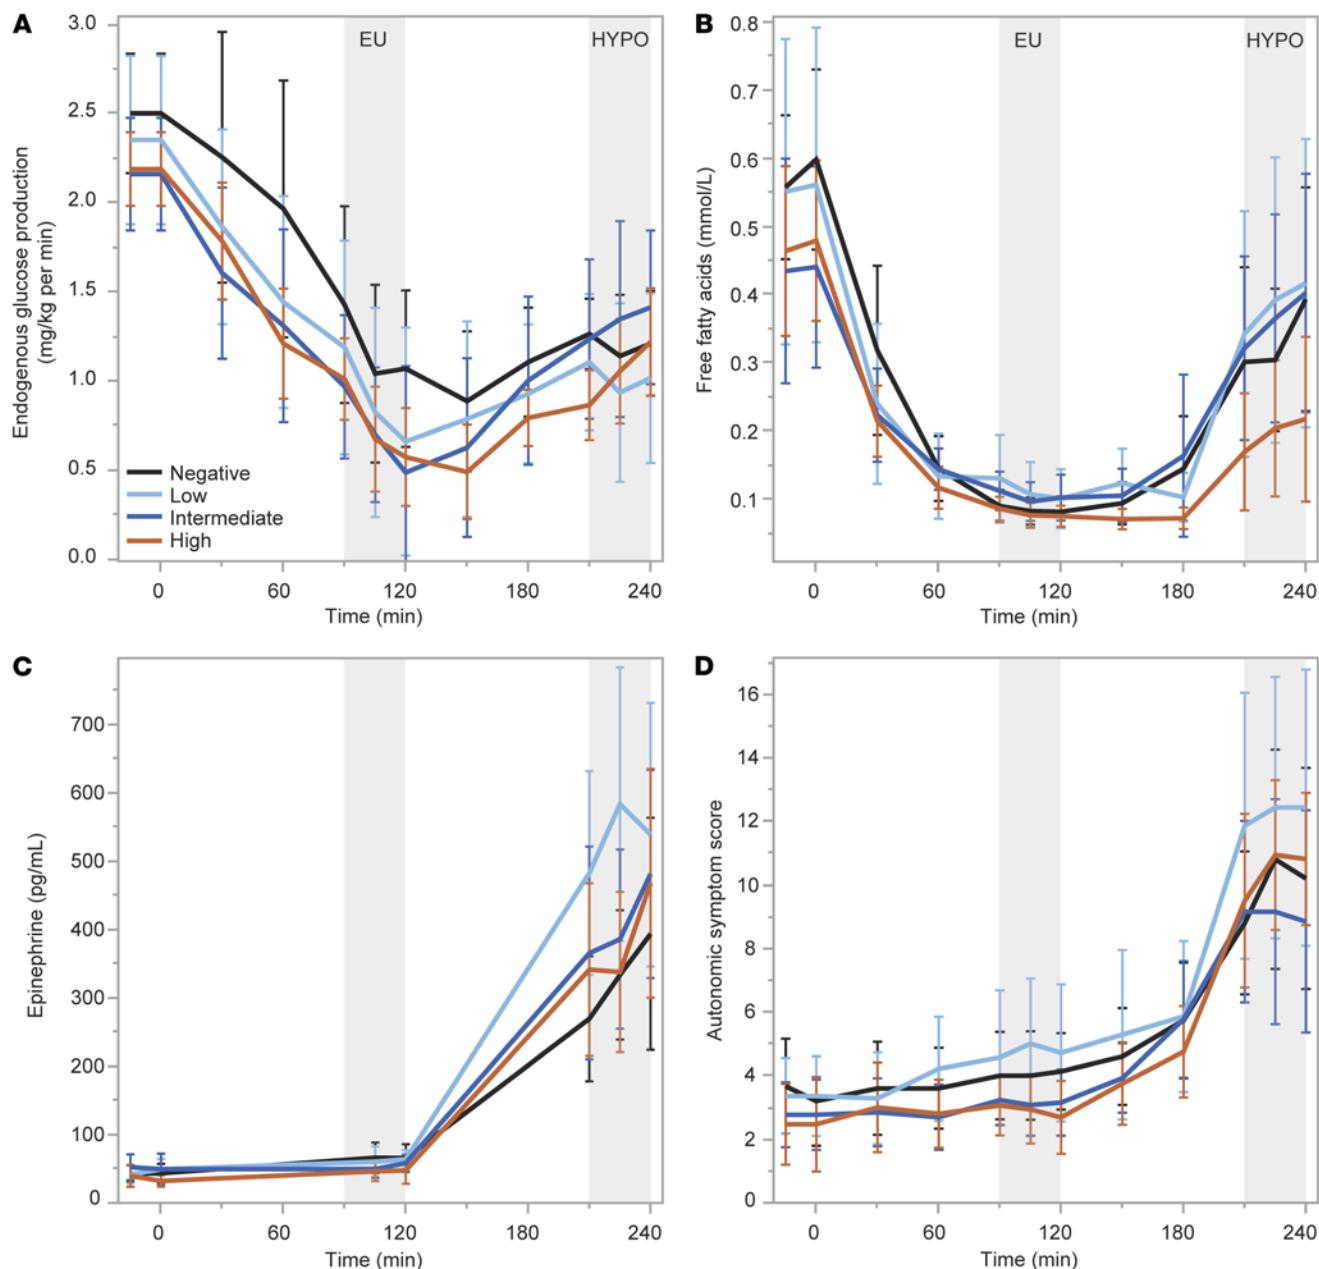 A
B
EU
HYPO
EU
HYPO
Endogenous glucose production
(mg/kg per min)
3.0
2.5
2.0
1.5
1.0
0.5
0.0
Negative
Low
Intermediate
High
0
60
120
180
240
Time (min)
Free fatty acids (mmol/L)
0.8
0.7
0.6
0.5
0.4
0.3
0.2
0.1
0
60
120
180
240
Time (min)
C
D
Epinephrine (pg/mL)
700
600
500
400
300
200
100
0
0
60
120
180
240
Time (min)
Autonomic symptom score
16
14
12
10
8
6
4
2
0
0
60
120
180
240
Time (min)